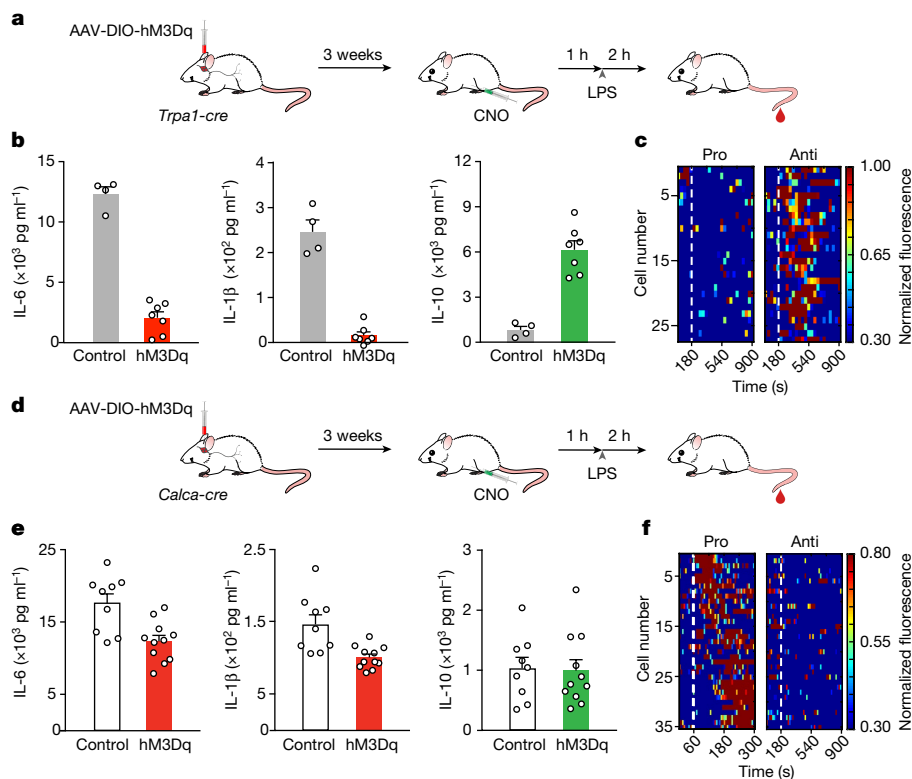 a
AAV-DIO-hM3Dq
3 weeks
1 h
2 h
LPS
Trpa1-cre
CNO
b
IL-6 (×10³ pg ml⁻¹)
15
10
5
0
Control
hM3Dq
IL-1β (×10² pg ml⁻¹)
4
3
2
1
0
Control
hM3Dq
IL-10 (×10³ pg ml⁻¹)
12
9
6
3
0
Control
hM3Dq
c
Pro
Anti
Cell number
5
15
25
180
540
900
180
540
900
Time (s)
1.00
0.65
0.30
Normalized fluorescence
d
AAV-DIO-hM3Dq
3 weeks
1 h
2 h
LPS
Calca-cre
CNO
e
IL-6 (×10³ pg ml⁻¹)
25
20
15
10
0
Control
hM3Dq
IL-1β (×10² pg ml⁻¹)
2.5
2
1.5
5
0
Control
hM3Dq
IL-10 (×10³ pg ml⁻¹)
3
2
1
0
Control
hM3Dq
f
Pro
Anti
Cell number
5
15
25
35
60
180
300
180
540
900
Time (s)
0.80
0.55
0.30
Normalized fluorescence